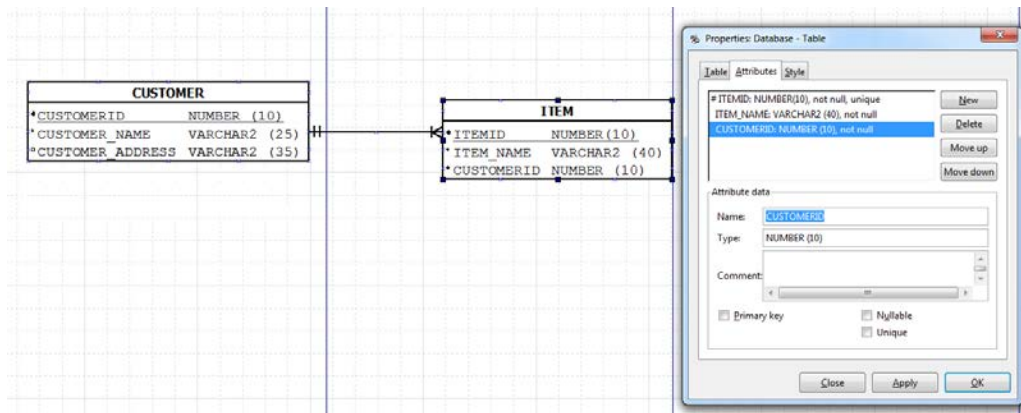 CUSTOMER
CUSTOMERID NUMBER (10)
CUSTOMER_NAME VARCHAR2 (25)
CUSTOMER_ADDRESS VARCHAR2 (35)
ITEM
ITEMID NUMBER(10)
ITEM_NAME VARCHAR2 (40)
CUSTOMERID NUMBER (10)
Properties: Database - Table
Table Attributes Style
# ITEMID: NUMBER(10), not null, unique
ITEM_NAME: VARCHAR2 (40), not null
CUSTOMERID: NUMBER (10), not null
New
Delete
Move up
Move down
Attribute data
Name: CUSTOMERID
Type: NUMBER (10)
Comment:
Primary key
Nullable
Unique
Close Apply OK